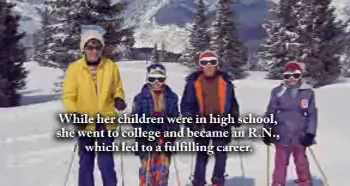 While her children were in high school,
she went to college and became an R.N.,
which led to a fulfilling career.